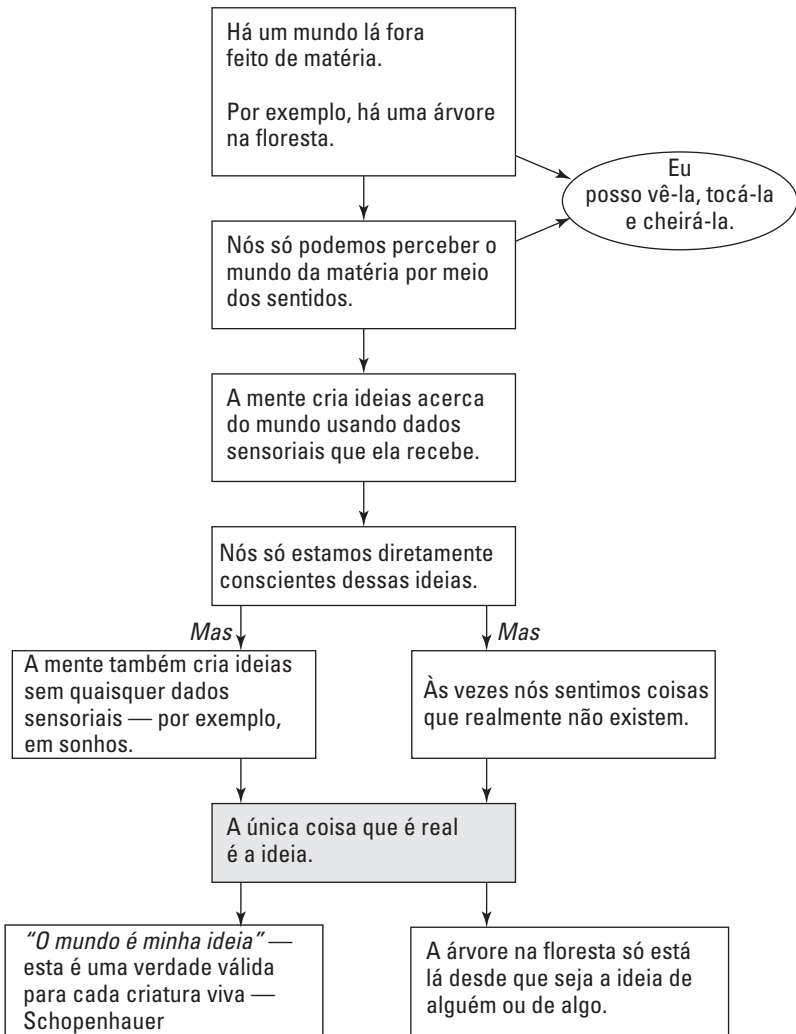 Há um mundo lá fora
feito de matéria.
Por exemplo, há uma árvore
na floresta.
Eu
posso vê-la, tocá-la
e cheirá-la.
Nós só podemos perceber o
mundo da matéria por meio
dos sentidos.
A mente cria ideias acerca
do mundo usando dados
sensoriais que ela recebe.
Nós só estamos diretamente
conscientes dessas ideias.
Mas
Mas
A mente também cria ideias
sem quaisquer dados
sensoriais — por exemplo,
em sonhos.
Às vezes nós sentimos coisas
que realmente não existem.
A única coisa que é real
é a ideia.
“O mundo é minha ideia” —
esta é uma verdade válida
para cada criatura viva —
Schopenhauer
A árvore na floresta só está
lá desde que seja a ideia de
alguém ou de algo.